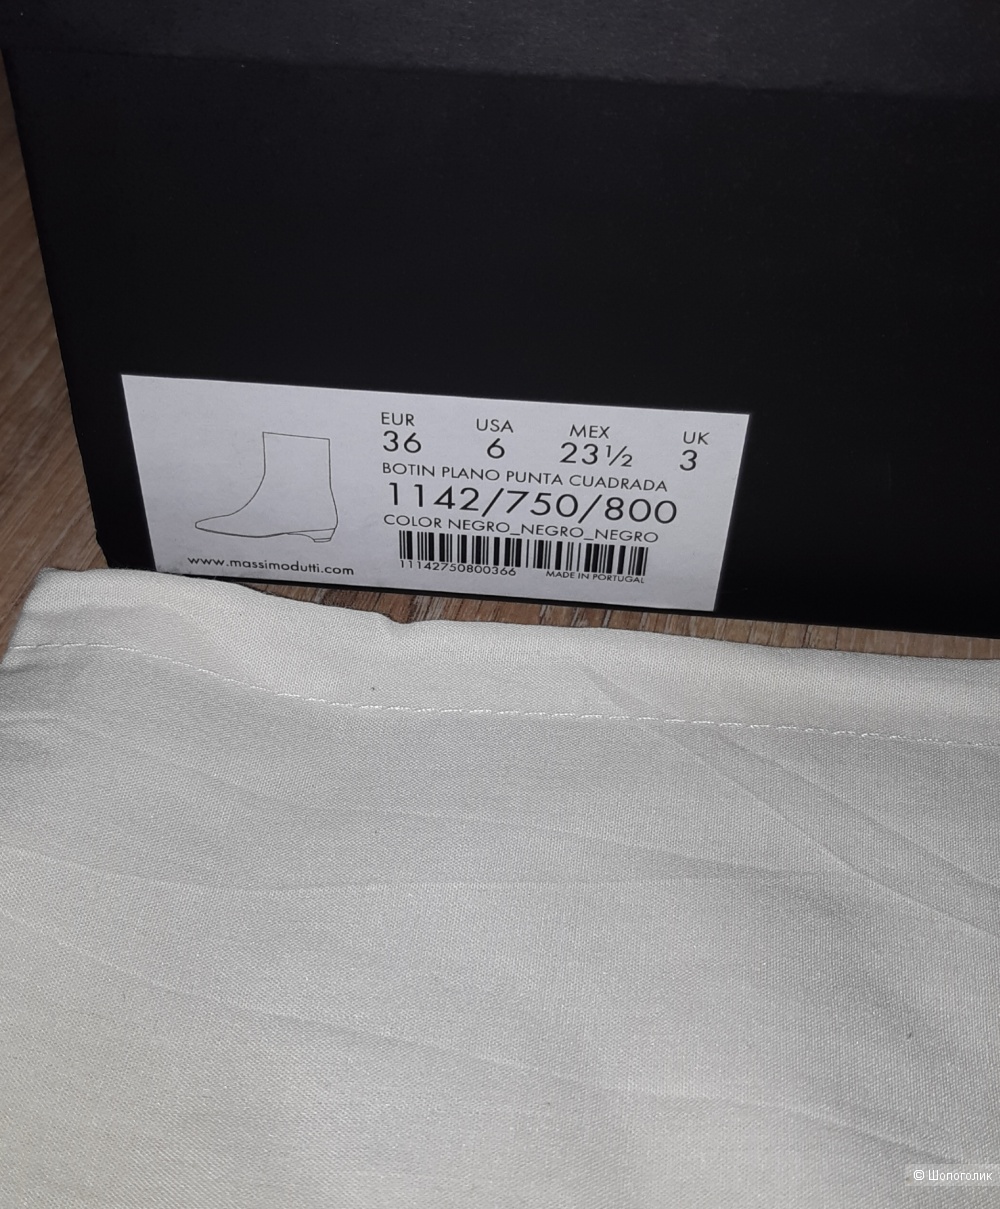 EUR USA MEX UK
36 6 23½ 3
BOTIN PLANO PUNTA CUADRADA
1142/750/800
COLOR NEGRO_NEGRO_NEGRO
11142750800366 MADE IN PORTUGAL
www.massimodutti.com
© Шопоголик